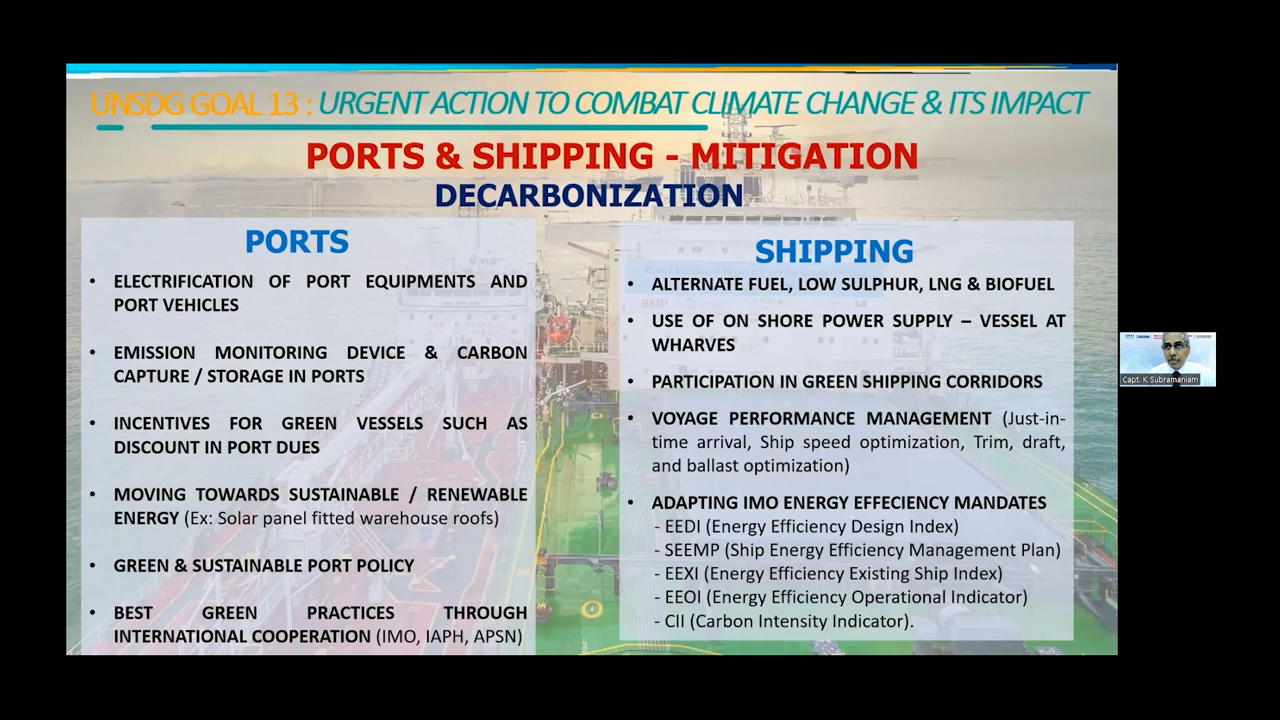 UNSDG GOAL 13 : URGENT ACTION TO COMBAT CLIMATE CHANGE & ITS IMPACT
PORTS & SHIPPING - MITIGATION
DECARBONIZATION
PORTS
• ELECTRIFICATION OF PORT EQUIPMENTS AND
PORT VEHICLES
• EMISSION MONITORING DEVICE & CARBON
CAPTURE / STORAGE IN PORTS
• INCENTIVES FOR GREEN VESSELS SUCH AS
DISCOUNT IN PORT DUES
• MOVING TOWARDS SUSTAINABLE / RENEWABLE
ENERGY (Ex: Solar panel fitted warehouse roofs)
• GREEN & SUSTAINABLE PORT POLICY
• BEST GREEN PRACTICES THROUGH
INTERNATIONAL COOPERATION (IMO, IAPH, APSN)
SHIPPING
• ALTERNATE FUEL, LOW SULPHUR, LNG & BIOFUEL
• USE OF ON SHORE POWER SUPPLY – VESSEL AT
WHARVES
• PARTICIPATION IN GREEN SHIPPING CORRIDORS
• VOYAGE PERFORMANCE MANAGEMENT (Just-in-
time arrival, Ship speed optimization, Trim, draft,
and ballast optimization)
• ADAPTING IMO ENERGY EFFECIENCY MANDATES
- EEDI (Energy Efficiency Design Index)
- SEEMP (Ship Energy Efficiency Management Plan)
- EEXI (Energy Efficiency Existing Ship Index)
- EEOI (Energy Efficiency Operational Indicator)
- CII (Carbon Intensity Indicator).
BHP
Capt. K Subramaniam